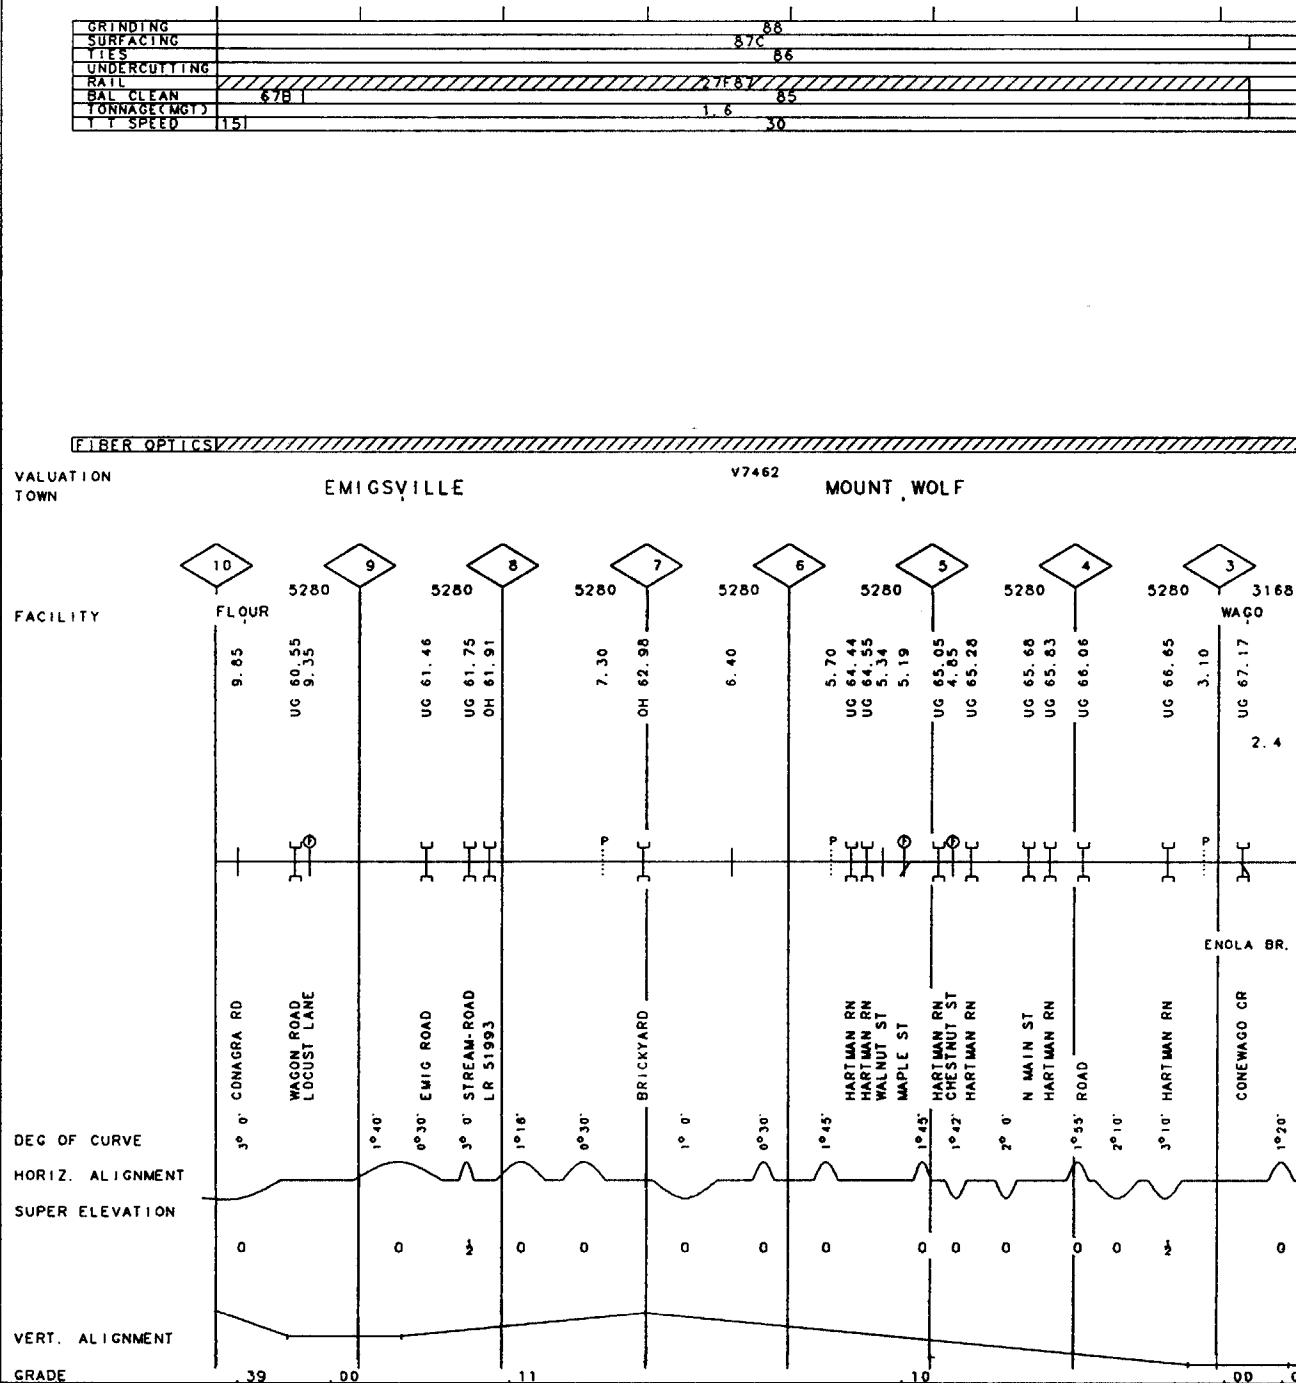 GRINDING 88
SURFACING 87C
TIES 86
UNDERCUTTING
RAIL 27F87
BAL CLEAN 67B 85
TONNAGE(MGT) 1.6
T T SPEED 15 30
FIBER OPTICS
VALUATION V7462
TOWN EMIGSVILLE MOUNT WOLF
10 9 8 7 6 5 4 3
5280 5280 5280 5280 5280 5280 5280 3168
FACILITY FLOUR WAGO
9.85
UG 60.55
9.35
UG 61.46
UG 61.75
OH 61.91
7.30
OH 62.98
6.40
5.70
UG 64.44
UG 64.55
5.34
5.19
UG 65.05
4.85
UG 65.28
UG 65.68
UG 65.83
UG 66.06
UG 66.65
3.10
UG 67.17
2.4
P P P
ENOLA BR.
CONAGRA RD
WAGON ROAD
LOCUST LANE
EMIG ROAD
STREAM-ROAD
LR 51993
BRICKYARD
HARTMAN RN
HARTMAN RN
WALNUT ST
MAPLE ST
HARTMAN RN
CHESTNUT ST
HARTMAN RN
N MAIN ST
HARTMAN RN
ROAD
HARTMAN RN
CONEWAGO CR
DEG OF CURVE 3° 0' 1°40' 0°30' 3° 0' 1°16' 0°30' 1° 0' 0°30' 1°45' 1°45' 1°42' 2° 0' 1°55' 2°10' 3°10' 1°20'
HORIZ. ALIGNMENT
SUPER ELEVATION
0 0 ½ 0 0 0 0 0 0 0 0 0 0 ½ 0
VERT. ALIGNMENT
GRADE .39 .00 .11 .10 .00